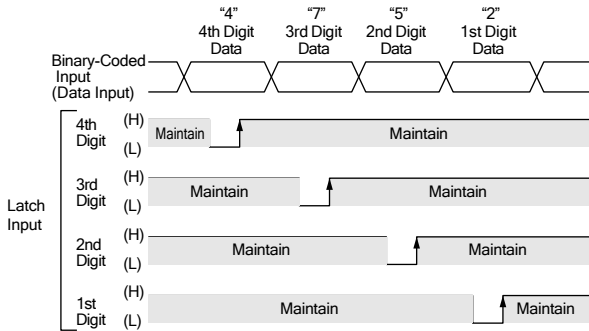 “4” “7” “5” “2”
4th Digit 3rd Digit 2nd Digit 1st Digit
Data Data Data Data
Binary-Coded
Input
(Data Input)
4th
Digit
(H)
(L)
Maintain
Maintain
3rd
Digit
(H)
(L)
Maintain
Maintain
Latch
Input
2nd
Digit
(H)
(L)
Maintain
Maintain
1st
Digit
(H)
(L)
Maintain
Maintain